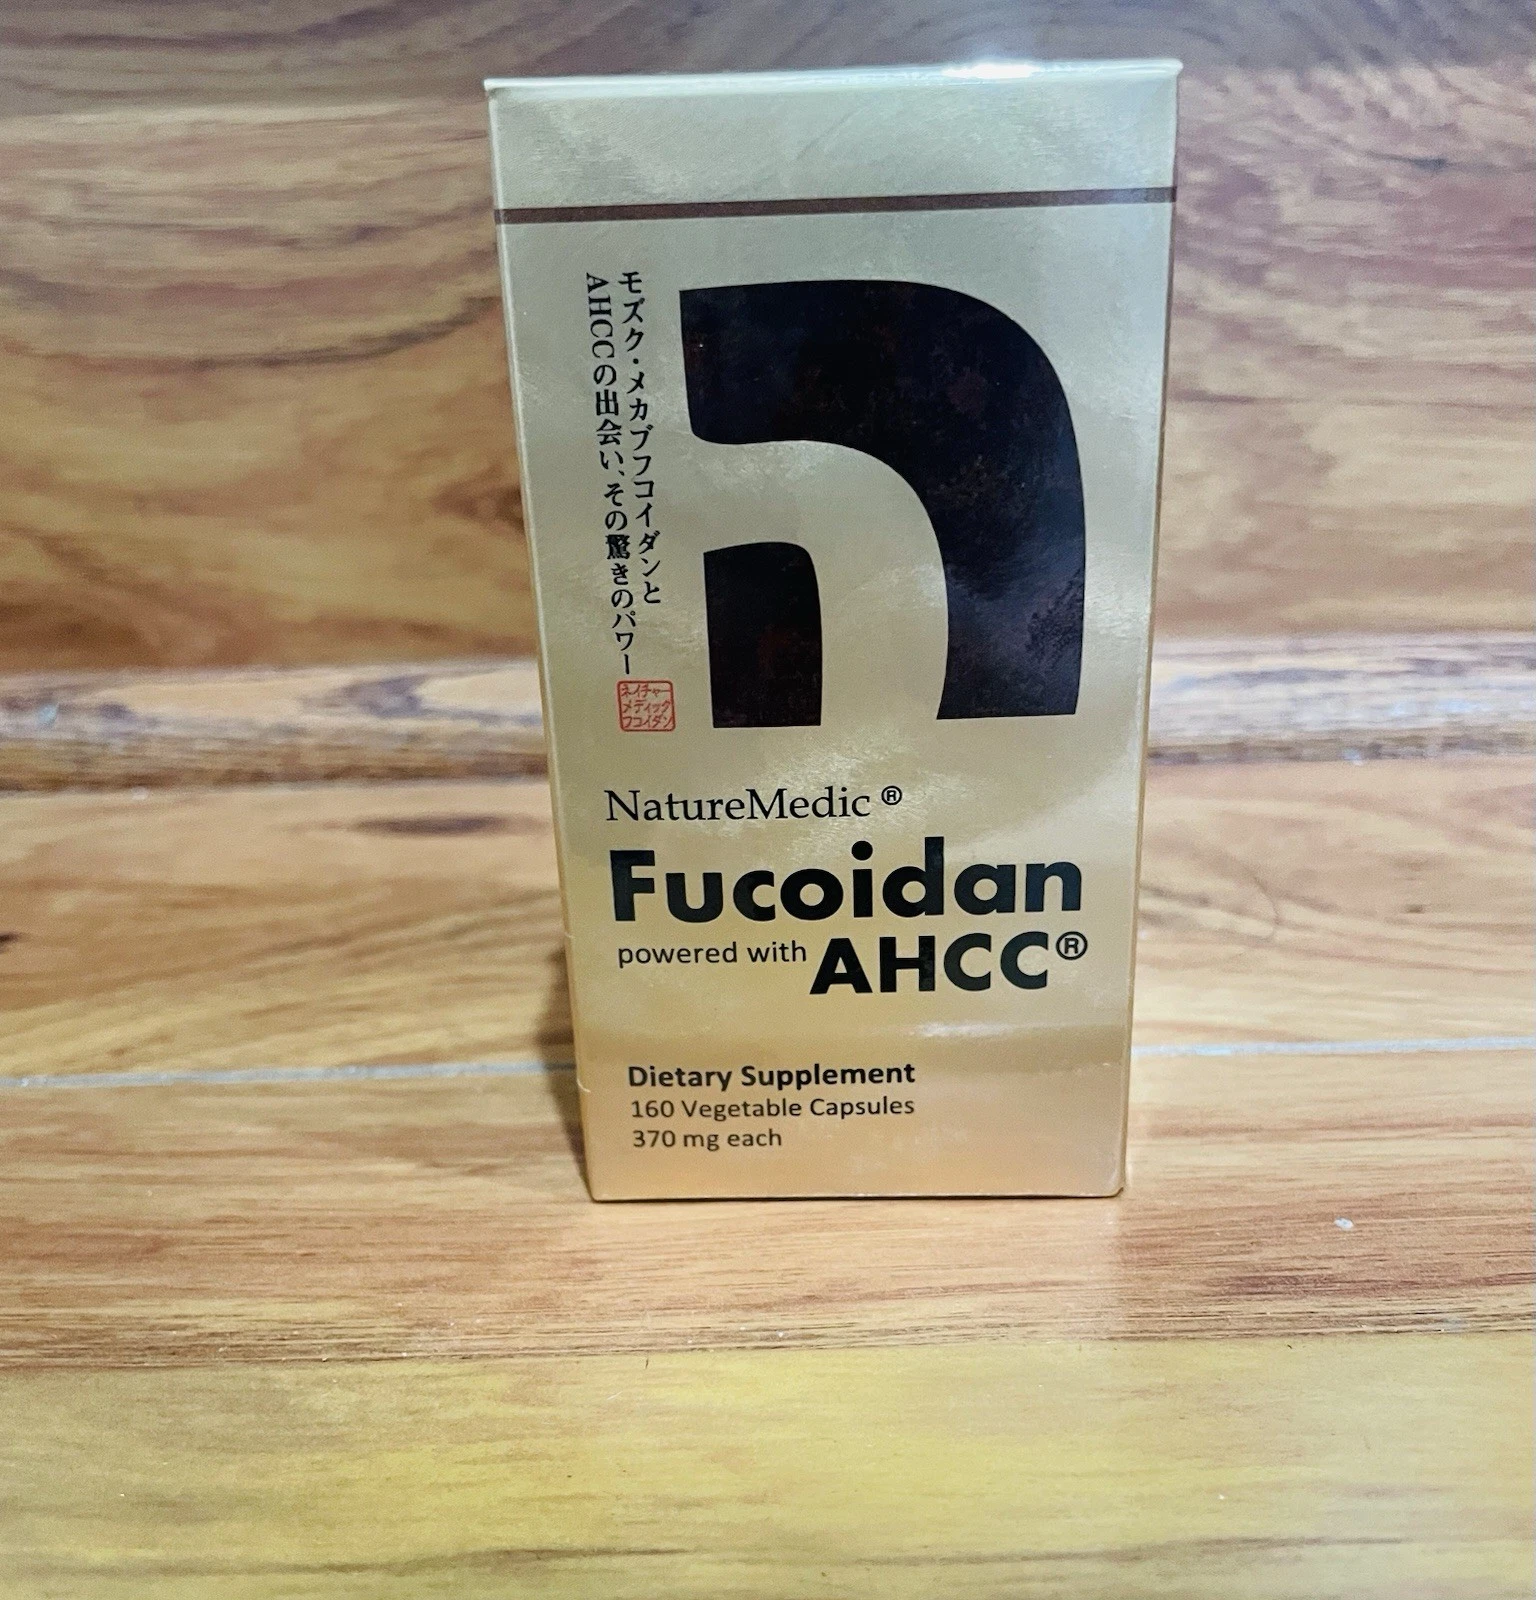 モズク・メカブフコイダンと
AHCCの出会い、その驚きのパワー
ネイチャー
メディック
フコイダン
NatureMedic ®
Fucoidan
powered with AHCC®
Dietary Supplement
160 Vegetable Capsules
370 mg each